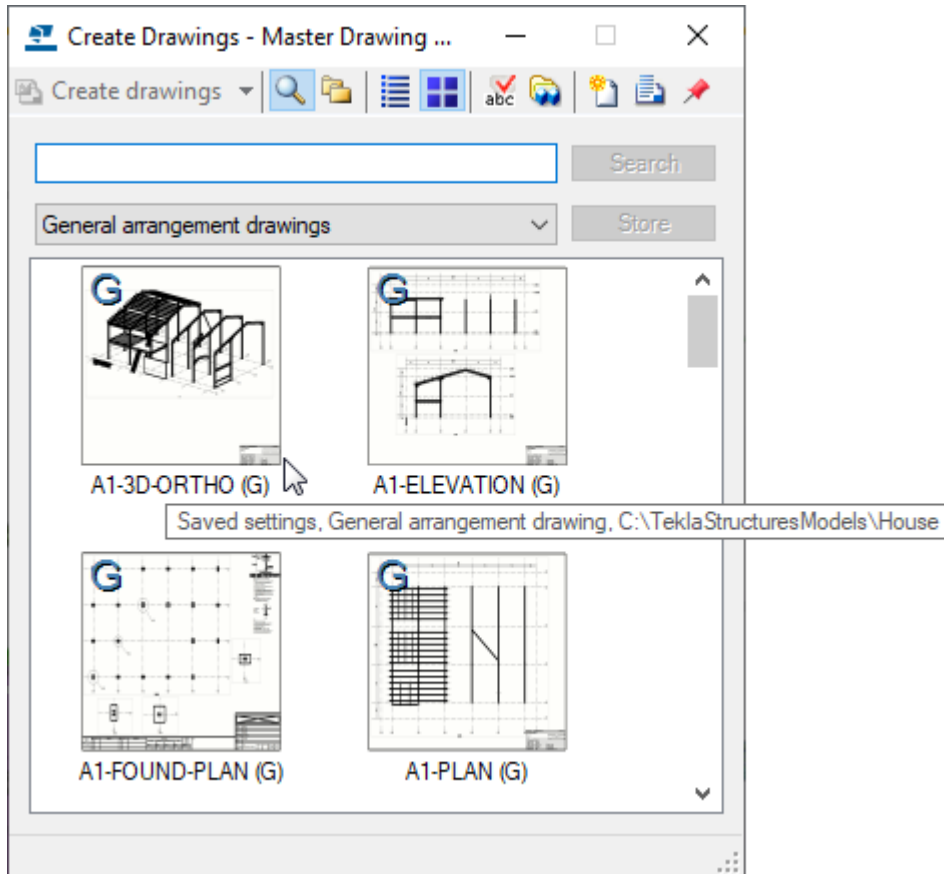 Create Drawings - Master Drawing ...
Create drawings
abc
Search
General arrangement drawings
Store
G
G
A1-3D-ORTHO (G)
A1-ELEVATION (G)
Saved settings, General arrangement drawing, C:\TeklaStructuresModels\House
G
G
A1-FOUND-PLAN (G)
A1-PLAN (G)